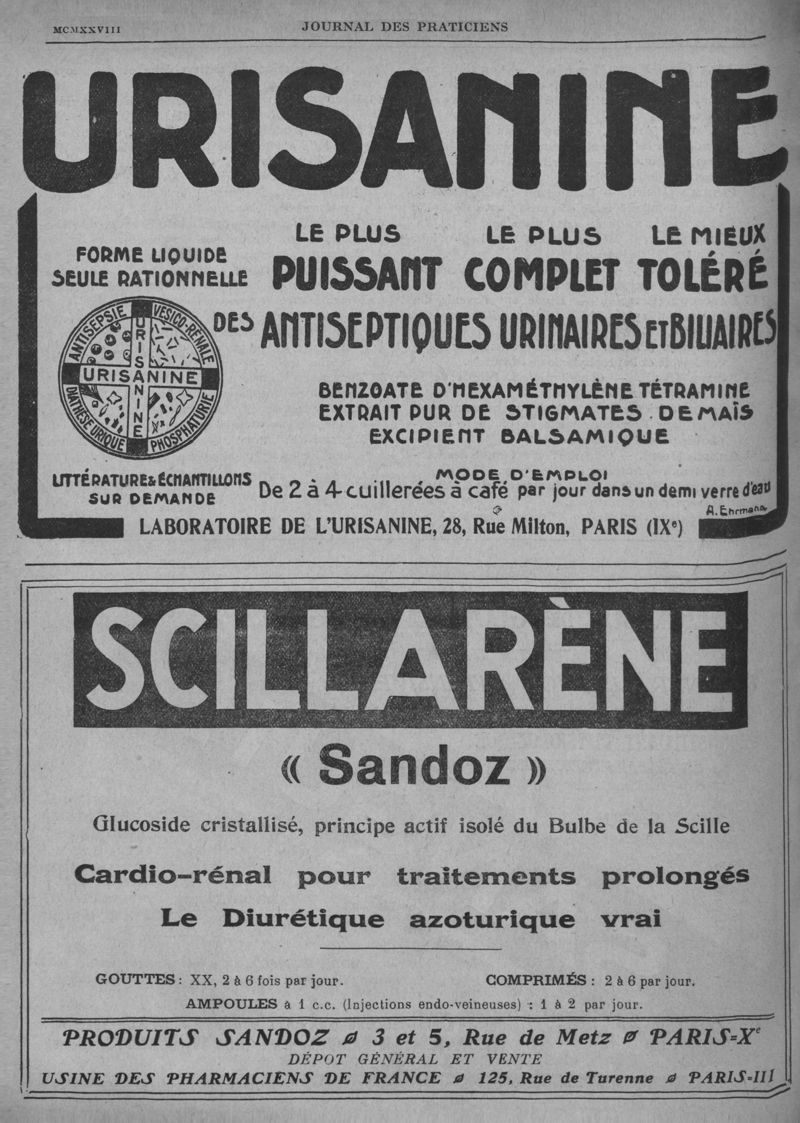 MCMXXVIII JOURNAL DES PRATICIENS
URISANINE
FORME LIQUIDE
SEULE RATIONNELLE
LE PLUS LE PLUS LE MIEUX
PUISSANT COMPLET TOLÉRÉ
DES ANTISEPTIQUES URINAIRES ET BILIAIRES
ANTISEPSIE VESICO-RÉNALE
URISANINE
URISANINE
DIATHÈSE URIQUE PHOSPHATURIE
BENZOATE D'HEXAMÉTHYLÈNE TÉTRAMINE
EXTRAIT PUR DE STIGMATES DE MAÏS
EXCIPIENT BALSAMIQUE
LITTÉRATURE & ÉCHANTILLONS
SUR DEMANDE
MODE D'EMPLOI
De 2 à 4 cuillerées à café par jour dans un demi verre d'eau
A. Ehrmann
LABORATOIRE DE L'URISANINE, 28, Rue Milton, PARIS (IXe)
SCILLARÈNE
« Sandoz »
Glucoside cristallisé, principe actif isolé du Bulbe de la Scille
Cardio-rénal pour traitements prolongés
Le Diurétique azoturique vrai
GOUTTES : XX, 2 à 6 fois par jour. COMPRIMÉS : 2 à 6 par jour.
AMPOULES à 1 c.c. (Injections endo-veineuses) : 1 à 2 par jour.
PRODUITS SANDOZ ø 3 et 5, Rue de Metz ø PARIS-Xe
DÉPOT GÉNÉRAL ET VENTE
USINE DES PHARMACIENS DE FRANCE ø 125, Rue de Turenne ø PARIS-III